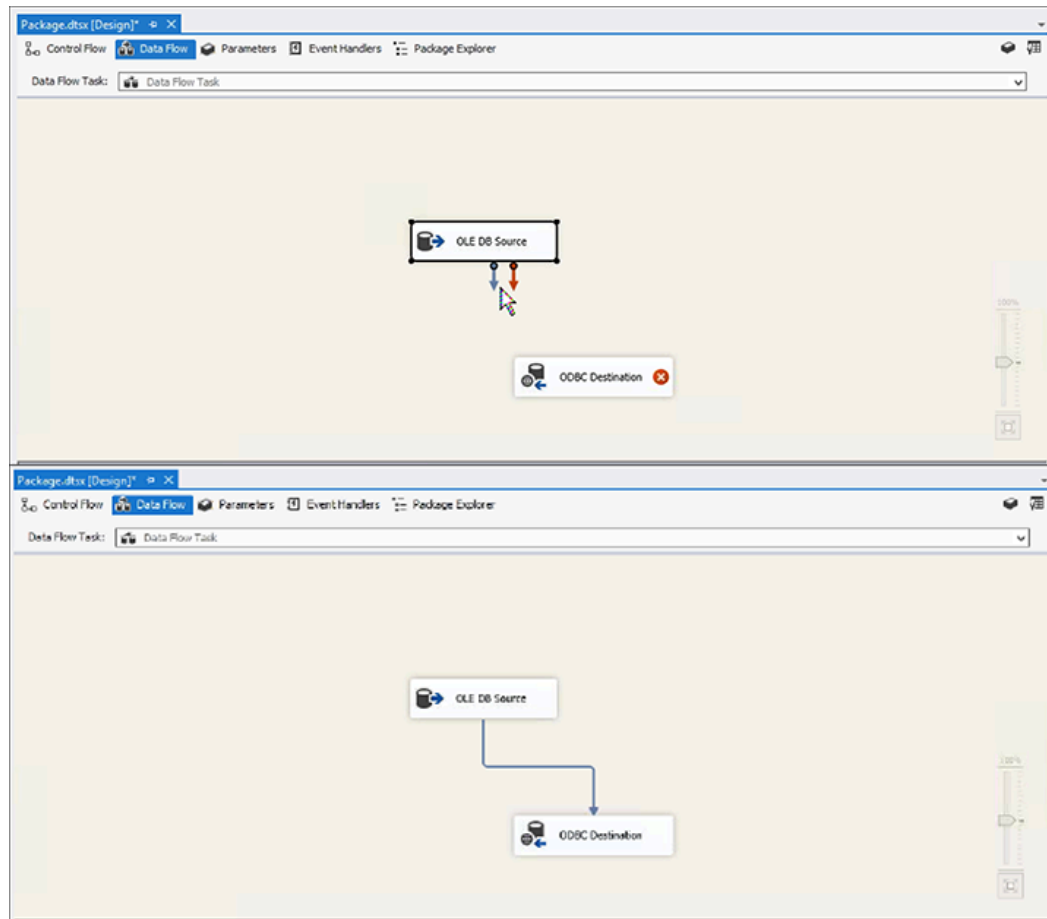 Package.dtsx [Design]*
Control Flow Data Flow Parameters Event Handlers Package Explorer
Data Flow Task: Data Flow Task
OLE DB Source
100%
ODBC Destination
Package.dtsx [Design]*
Control Flow Data Flow Parameters Event Handlers Package Explorer
Data Flow Task: Data Flow Task
OLE DB Source
100%
ODBC Destination